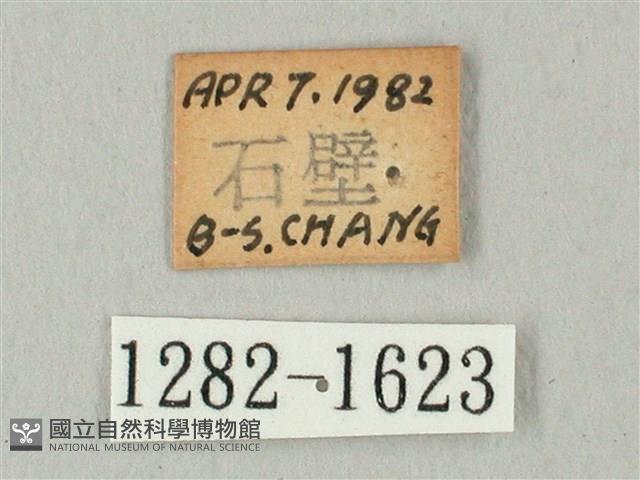 APR 7. 1982
石壁
B-S. CHANG
1282-1623
國立自然科學博物館
NATIONAL MUSEUM OF NATURAL SCIENCE